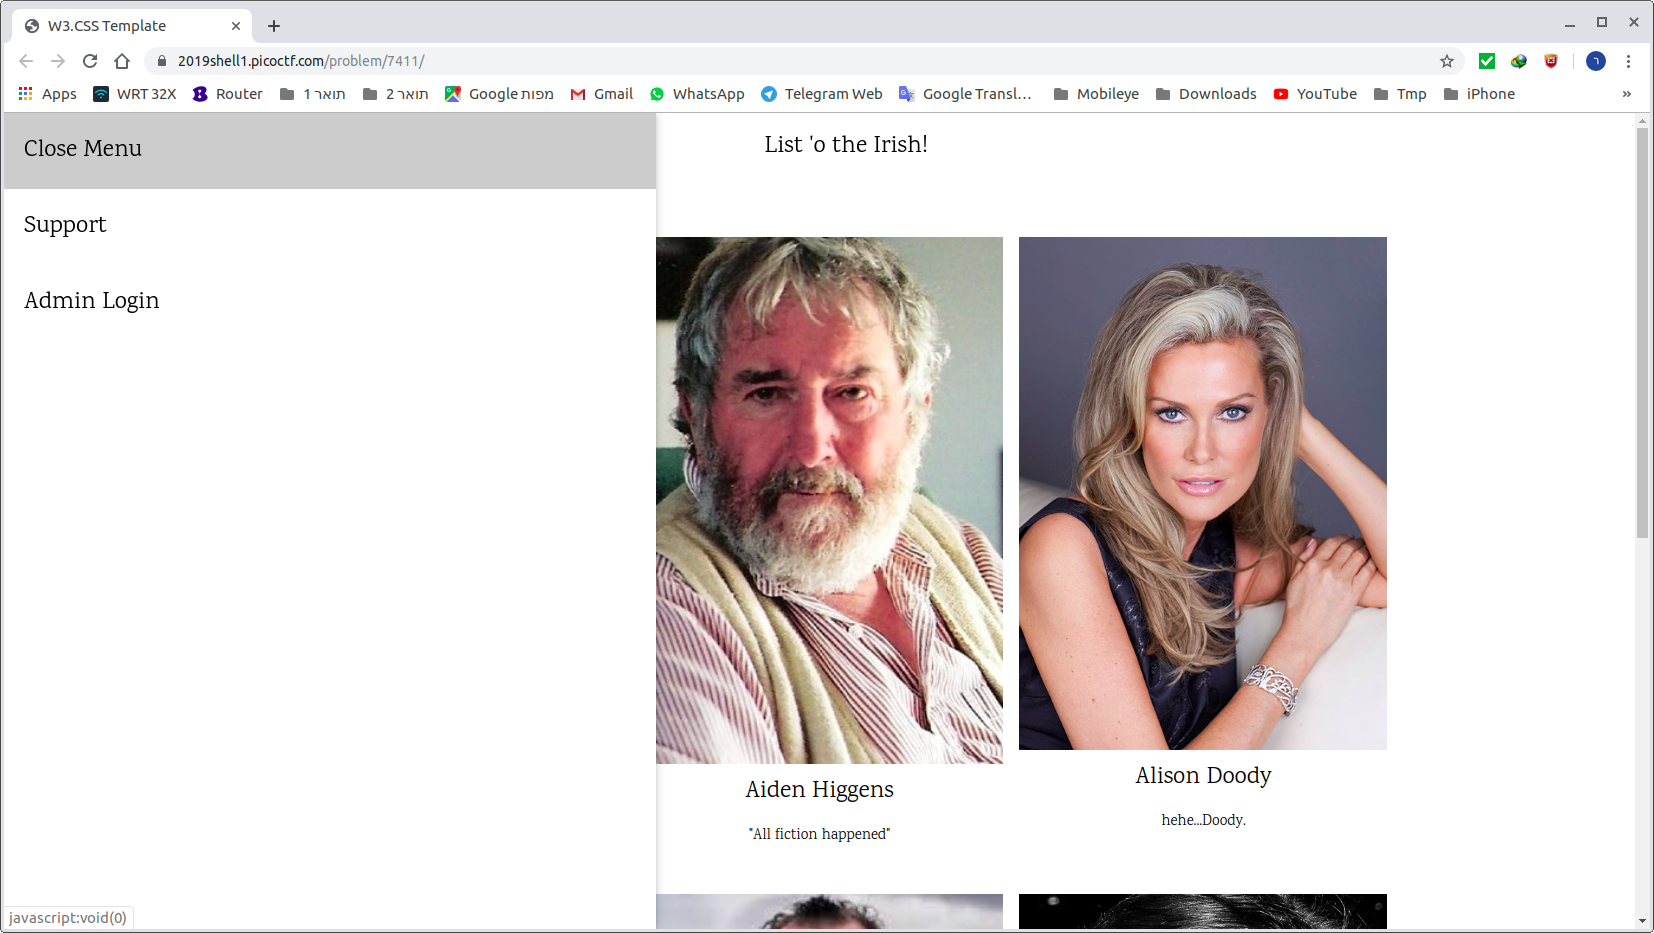 W3.CSS Template
2019shell1.picoctf.com/problem/7411/
Apps WRT 32X Router תואר 1 תואר 2 Google מפות Gmail WhatsApp Telegram Web Google Transl... Mobileye Downloads YouTube Tmp iPhone »
Close Menu
Support
Admin Login
List 'o the Irish!
Aiden Higgens
"All fiction happened"
Alison Doody
hehe...Doody.
javascript:void(0)